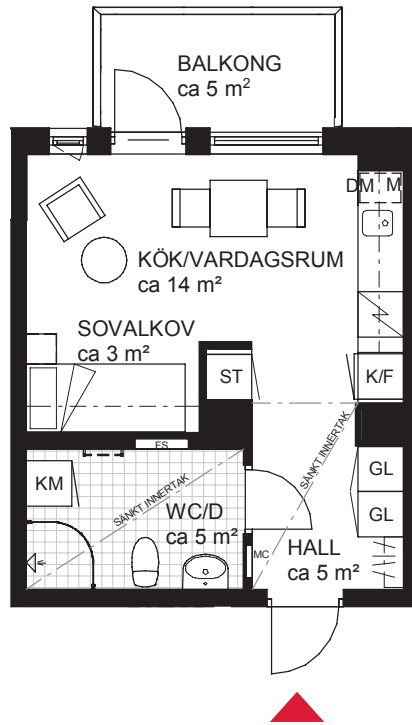 BALKONG
ca 5 m²
DM M
KÖK/VARDAGSRUM
ca 14 m²
SOVALKOV
ca 3 m²
ST
K/F
SÄNKT INNERTAK
FS
KM
SÄNKT INNERTAK
GL
WC/D
ca 5 m²
GL
MC
HALL
ca 5 m²